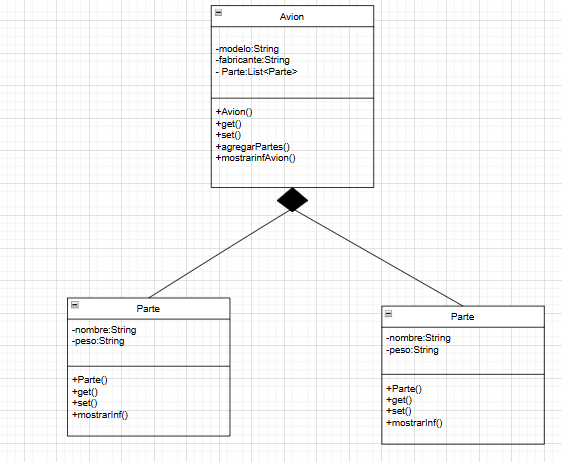 Avion
-modelo:String
-fabricante:String
- Parte:List<Parte>
+Avion()
+get()
+set()
+agregarPartes()
+mostrarinfAvion()
Parte
-nombre:String
-peso:String
+Parte()
+get()
+set()
+mostrarInf()
Parte
-nombre:String
-peso:String
+Parte()
+get()
+set()
+mostrarInf()